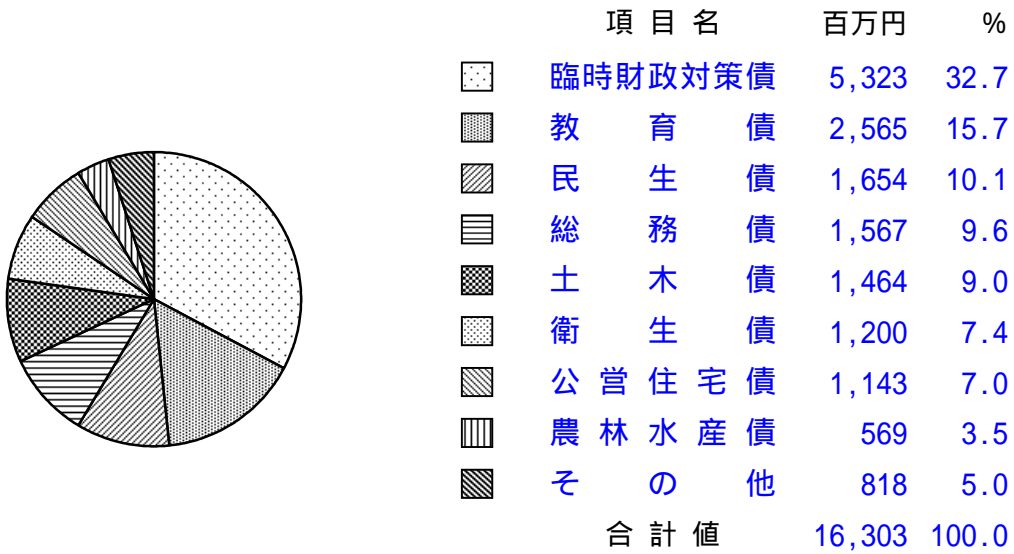 項目名 百万円 %
臨時財政対策債 5,323 32.7
教育債 2,565 15.7
民生債 1,654 10.1
総務債 1,567 9.6
土木債 1,464 9.0
衛生債 1,200 7.4
公営住宅債 1,143 7.0
農林水産債 569 3.5
その他 818 5.0
合計値 16,303 100.0